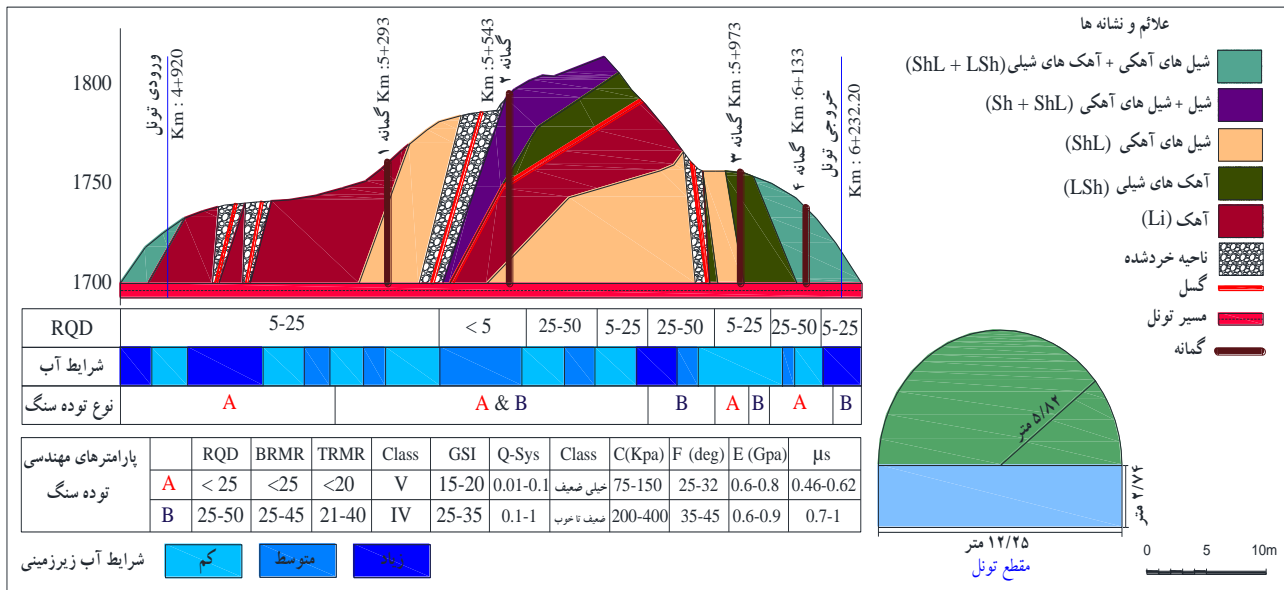 1800
1750
1700
ورودی تونل
Km : 4+920
گمانه ۱ Km :5+293
Km :5+543
گمانه ۲
گمانه ۳ Km :5+973
گمانه ۴ Km :6+133
خروجی تونل
Km : 6+232.20
علائم و نشانه ها
شیل های آهکی + آهک های شیلی (ShL + LSh)
شیل + شیل های آهکی (Sh + ShL)
شیل های آهکی (ShL)
آهک های شیلی (LSh)
آهک (Li)
ناحیه خردشده
گسل
مسیر تونل
گمانه
RQD 5-25 < 5 25-50 5-25 25-50 5-25 25-50 5-25
شرایط آب
نوع توده سنگ A A & B B A B A B
پارامترهای مهندسی توده سنگ
RQD BRMR TRMR Class GSI Q-Sys Class C(Kpa) F (deg) E (Gpa) µs
A < 25 <25 <20 V 15-20 0.01-0.1 خیلی ضعیف 75-150 25-32 0.6-0.8 0.46-0.62
B 25-50 25-45 21-40 IV 25-35 0.1-1 ضعیف تا خوب 200-400 35-45 0.6-0.9 0.7-1
شرایط آب زیرزمینی کم متوسط
۵/۸۲ متر
۲/۷۴ متر
۱۲/۲۵ متر
مقطع تونل
0 5 10m